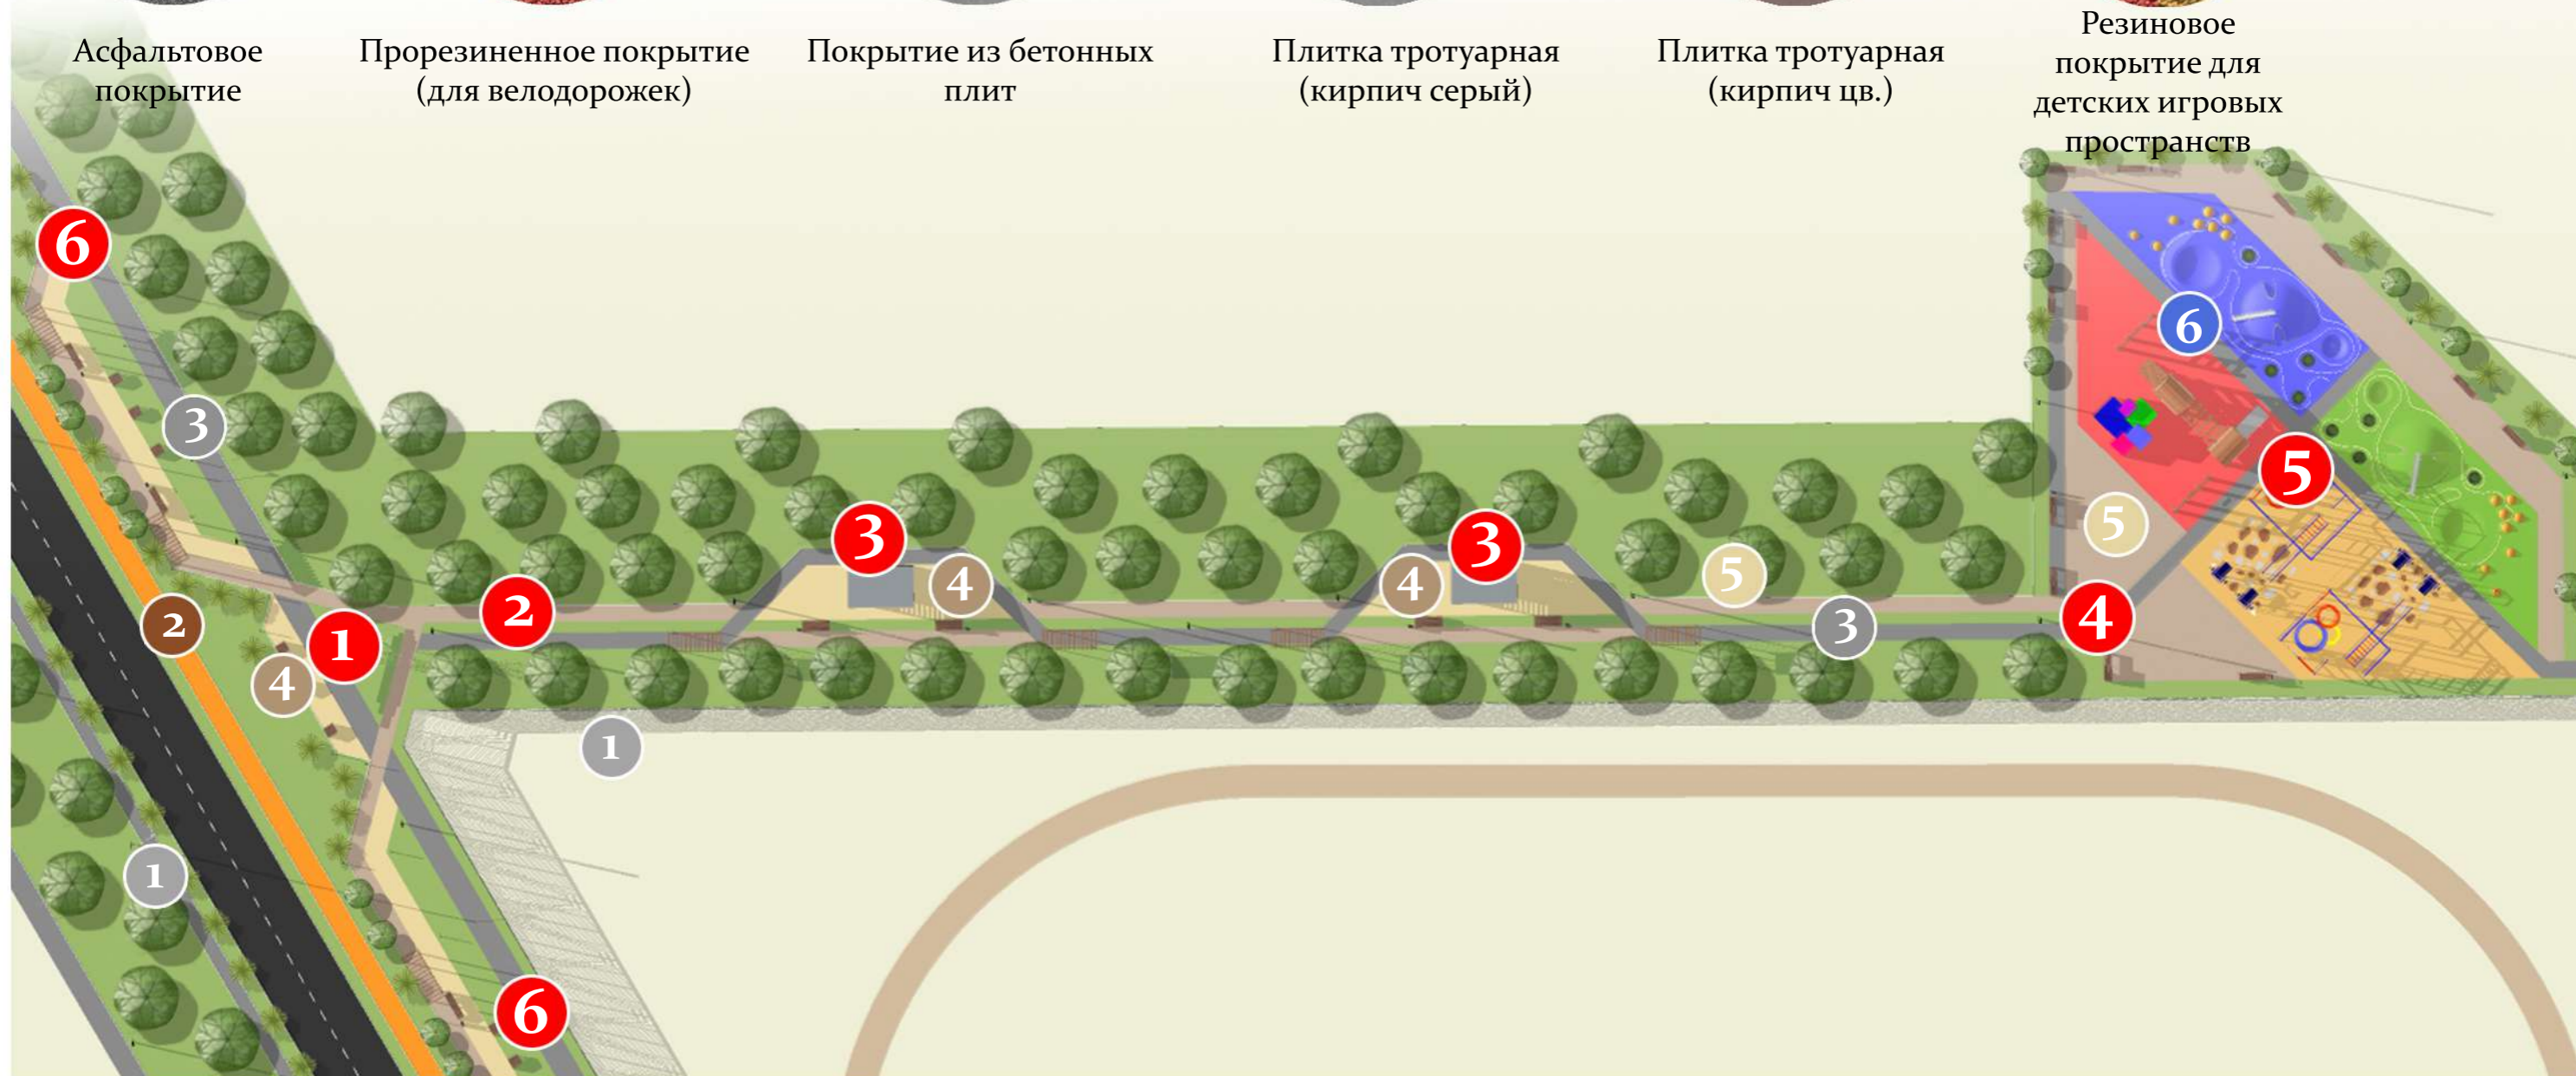 Асфальтовое
покрытие
Прорезиненное покрытие
(для велодорожек)
Покрытие из бетонных
плит
Плитка тротуарная
(кирпич серый)
Плитка тротуарная
(кирпич цв.)
Резиновое
покрытие для
детских игровых
пространств
6
6
3
5
3
3
5
4
4
5
2
2
1
4
3
4
1
1
6